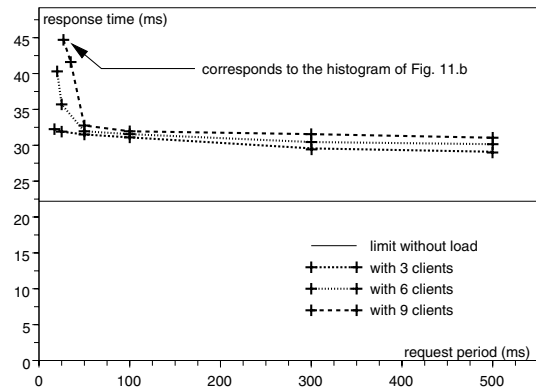 response time (ms)
45
40
corresponds to the histogram of Fig. 11.b
35
30
25
20
15
limit without load
with 3 clients
10
with 6 clients
with 9 clients
5
request period (ms)
0
0 100 200 300 400 500